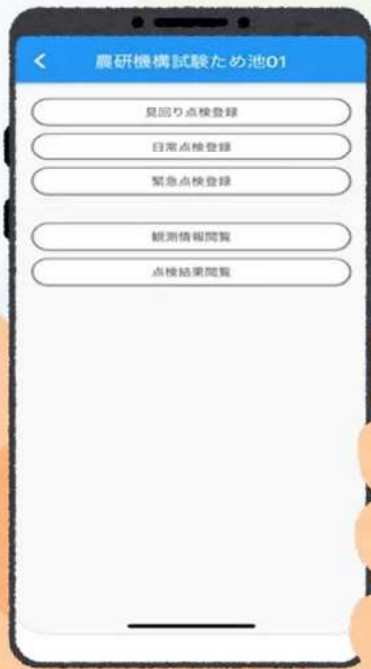 農研機構試験ため池01
見回り点検登録
日常点検登録
緊急点検登録
観測情報閲覧
点検結果閲覧